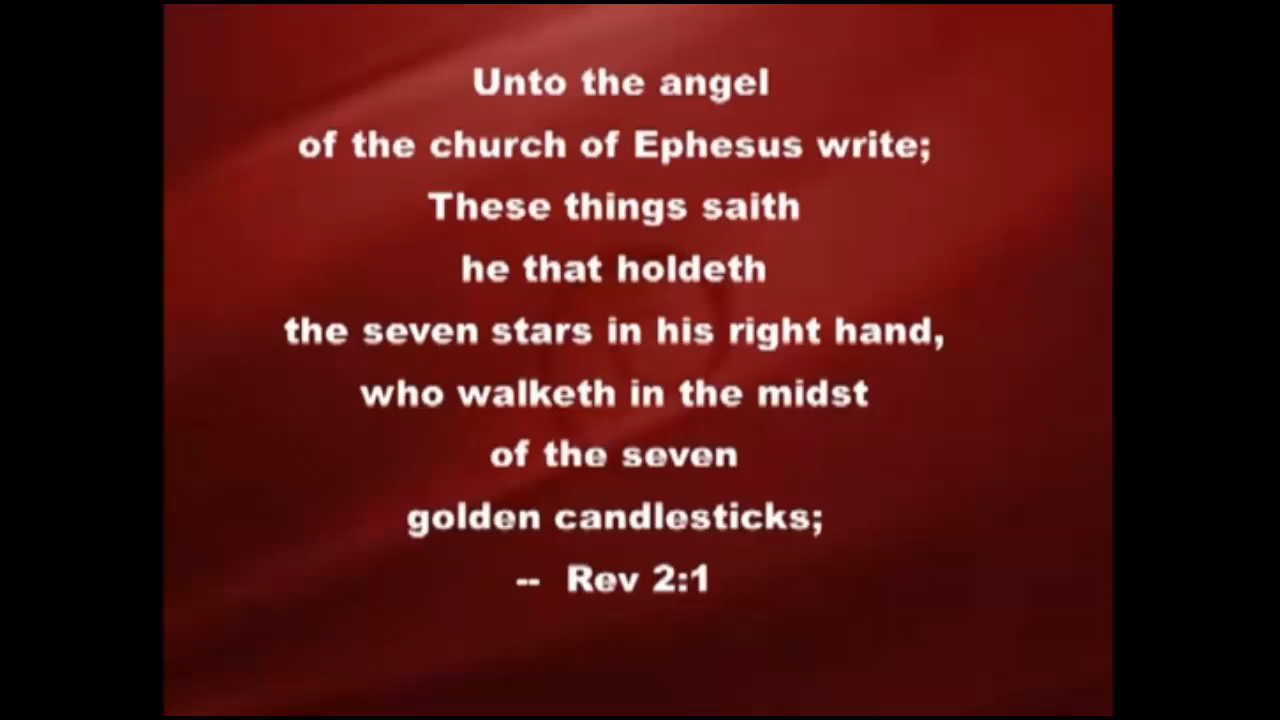 Unto the angel
of the church of Ephesus write;
These things saith
he that holdeth
the seven stars in his right hand,
who walketh in the midst
of the seven
golden candlesticks;
-- Rev 2:1